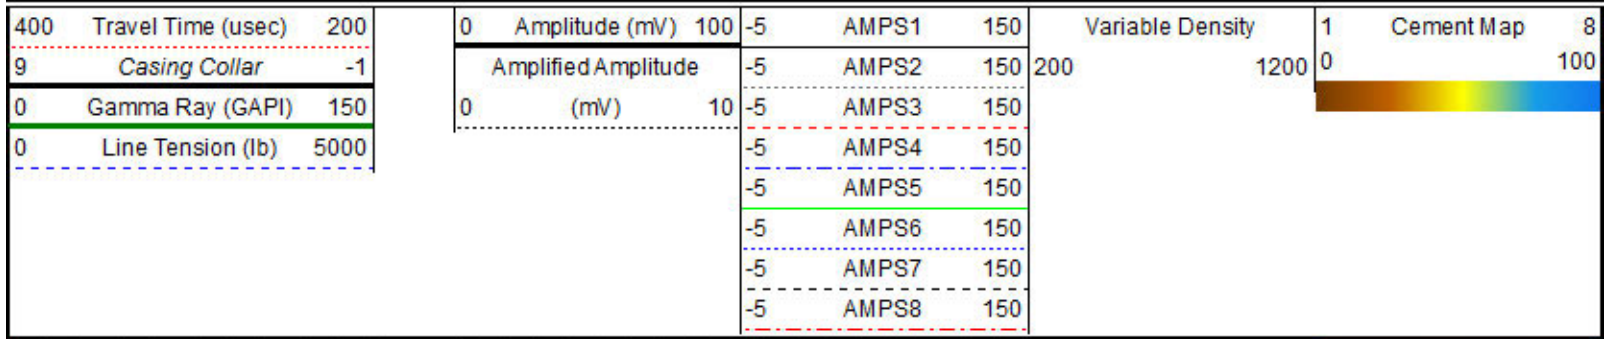 400 Travel Time (usec) 200
9 Casing Collar -1
0 Gamma Ray (GAPI) 150
0 Line Tension (lb) 5000
0 Amplitude (mV) 100
Amplified Amplitude
0 (mV) 10
-5 AMPS1 150
-5 AMPS2 150
-5 AMPS3 150
-5 AMPS4 150
-5 AMPS5 150
-5 AMPS6 150
-5 AMPS7 150
-5 AMPS8 150
Variable Density
200 1200
1 Cement Map 8
0 100